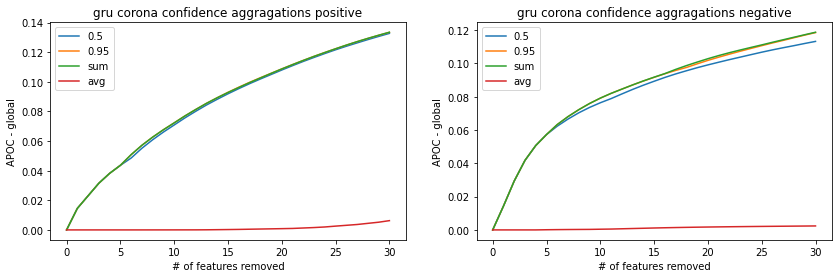 gru corona confidence aggragations positive
0.14
0.12
0.10
0.08
0.06
0.04
0.02
0.00
APOC - global
0.5
0.95
sum
avg
0 5 10 15 20 25 30
# of features removed
gru corona confidence aggragations negative
0.12
0.10
0.08
0.06
0.04
0.02
0.00
APOC - global
0.5
0.95
sum
avg
0 5 10 15 20 25 30
# of features removed